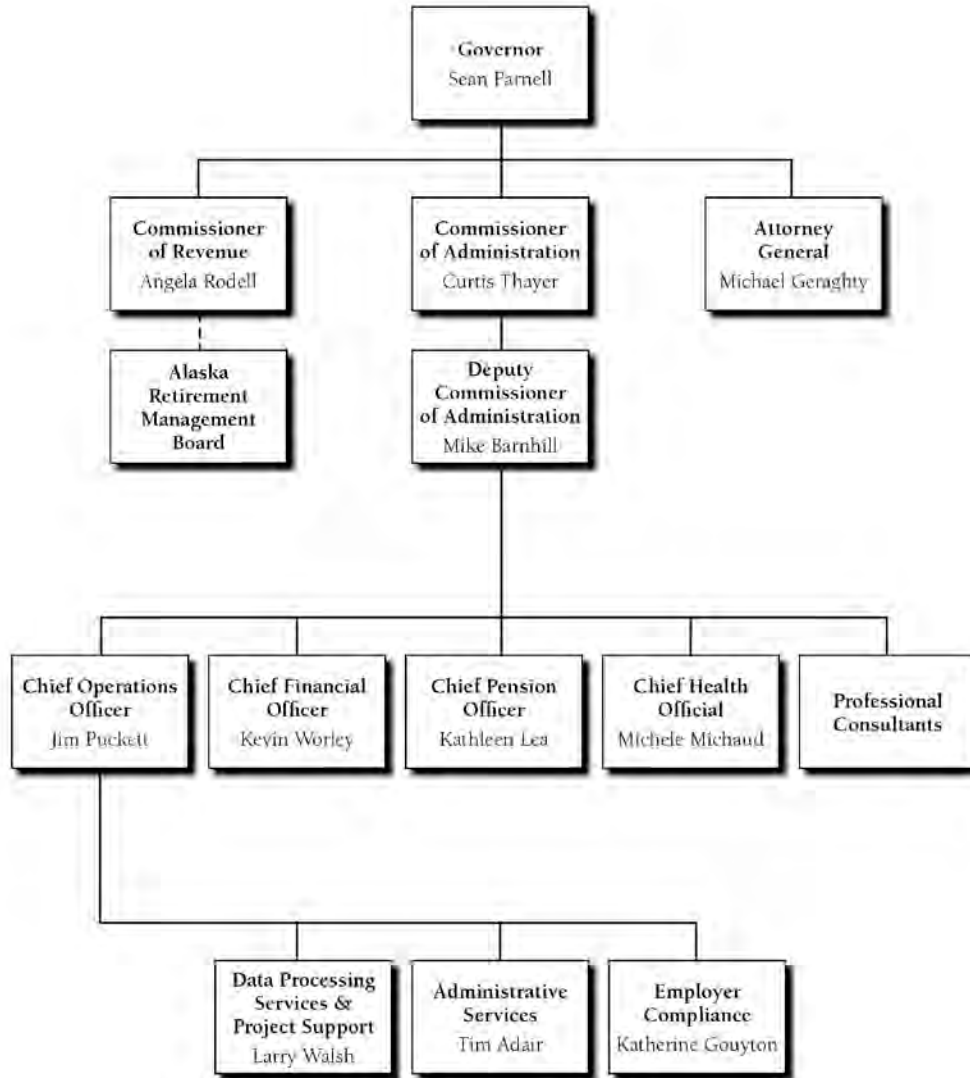 Governor
Sean Parnell
Commissioner
of Revenue
Angela Rodell
Commissioner
of Administration
Curtis Thayer
Attorney
General
Michael Geraghty
Alaska
Retirement
Management
Board
Deputy
Commissioner
of Administration
Mike Barnhill
Chief Operations
Officer
Jim Puckett
Chief Financial
Officer
Kevin Worley
Chief Pension
Officer
Kathleen Lea
Chief Health
Official
Michele Michaud
Professional
Consultants
Data Processing
Services &
Project Support
Larry Walsh
Administrative
Services
Tim Adair
Employer
Compliance
Katherine Gouyton